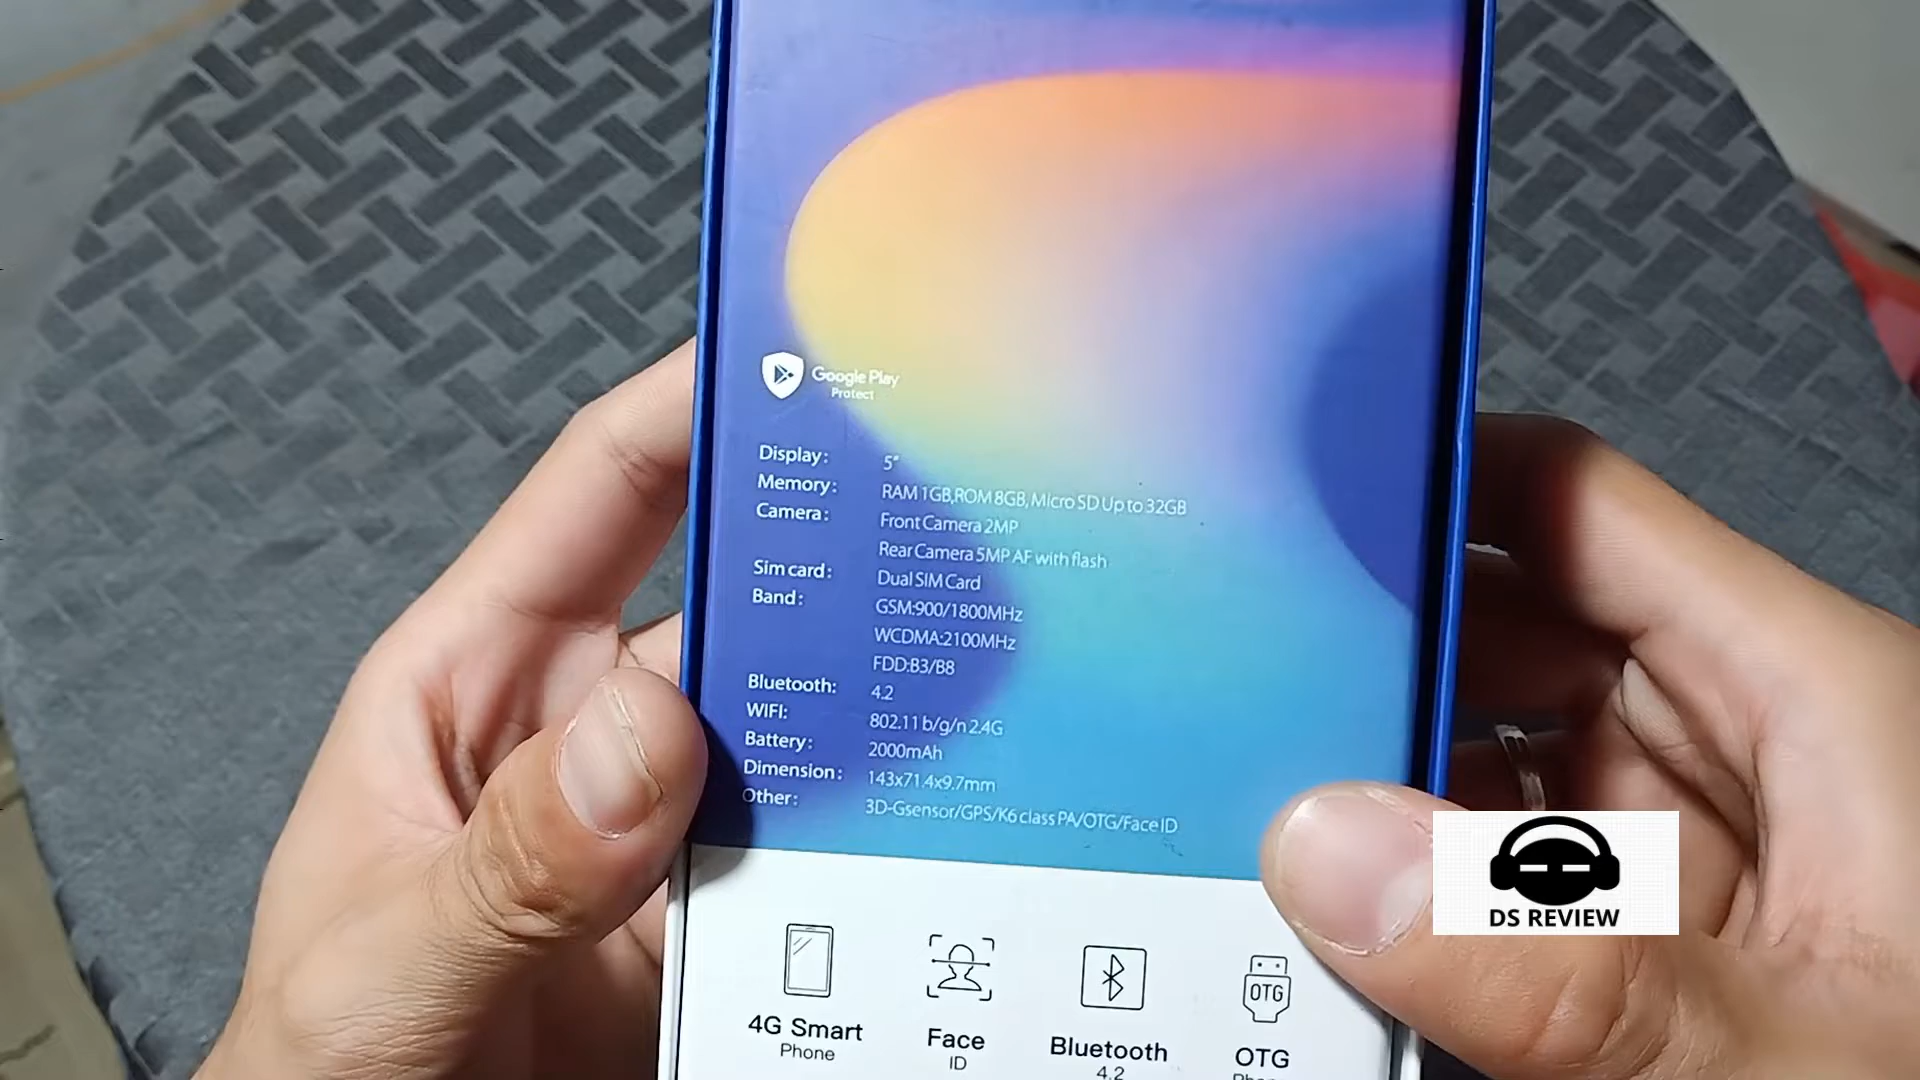 Google Play
Protect
Display: 5"
Memory: RAM 1GB,ROM 8GB, Micro SD Up to 32GB
Camera: Front Camera 2MP
Rear Camera 5MP AF with flash
Sim card: Dual SIM Card
Band: GSM:900/1800MHz
WCDMA:2100MHz
FDD:B3/B8
Bluetooth: 4.2
WIFI: 802.11 b/g/n 2.4G
Battery: 2000mAh
Dimension: 143x71.4x9.7mm
Other: 3D-Gsensor/GPS/K6 class PA/OTG/Face ID
DS REVIEW
OTG
4G Smart
Phone
Face
ID
Bluetooth
4.2
OTG